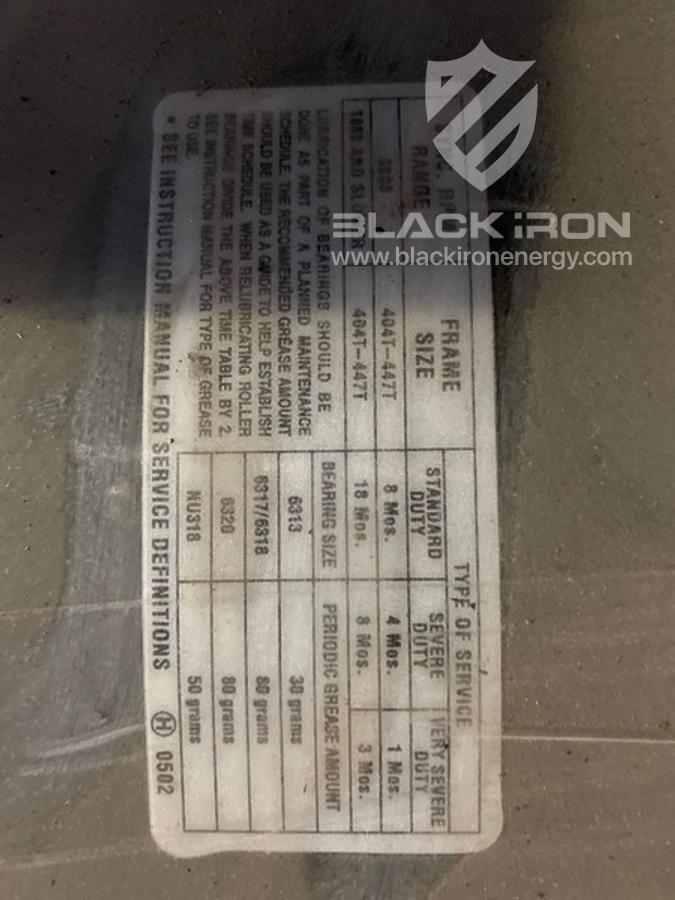 BLACK IRON
www.blackironenergy.com
TYPE OF SERVICE
RANGE FRAME SIZE STANDARD DUTY SEVERE DUTY VERY SEVERE DUTY
404T-447T 8 Mos. 4 Mos. 1 Mos.
1800 AND 404T-447T 18 Mos. 8 Mos. 3 Mos.
LUBRICATION OF BEARINGS SHOULD BE
DONE AS PART OF A PLANNED MAINTENANCE
SCHEDULE. THE RECOMMENDED GREASE AMOUNT
SHOULD BE USED AS A GUIDE TO HELP ESTABLISH
TIME SCHEDULE. WHEN RELUBRICATING ROLLER
BEARINGS DIVIDE THE ABOVE TIME TABLE BY 2.
SEE INSTRUCTION MANUAL FOR TYPE OF GREASE
TO USE.
BEARING SIZE PERIODIC GREASE AMOUNT
6313 30 grams
6317/6318 80 grams
6320 80 grams
NU318 50 grams
* SEE INSTRUCTION MANUAL FOR SERVICE DEFINITIONS H 0502